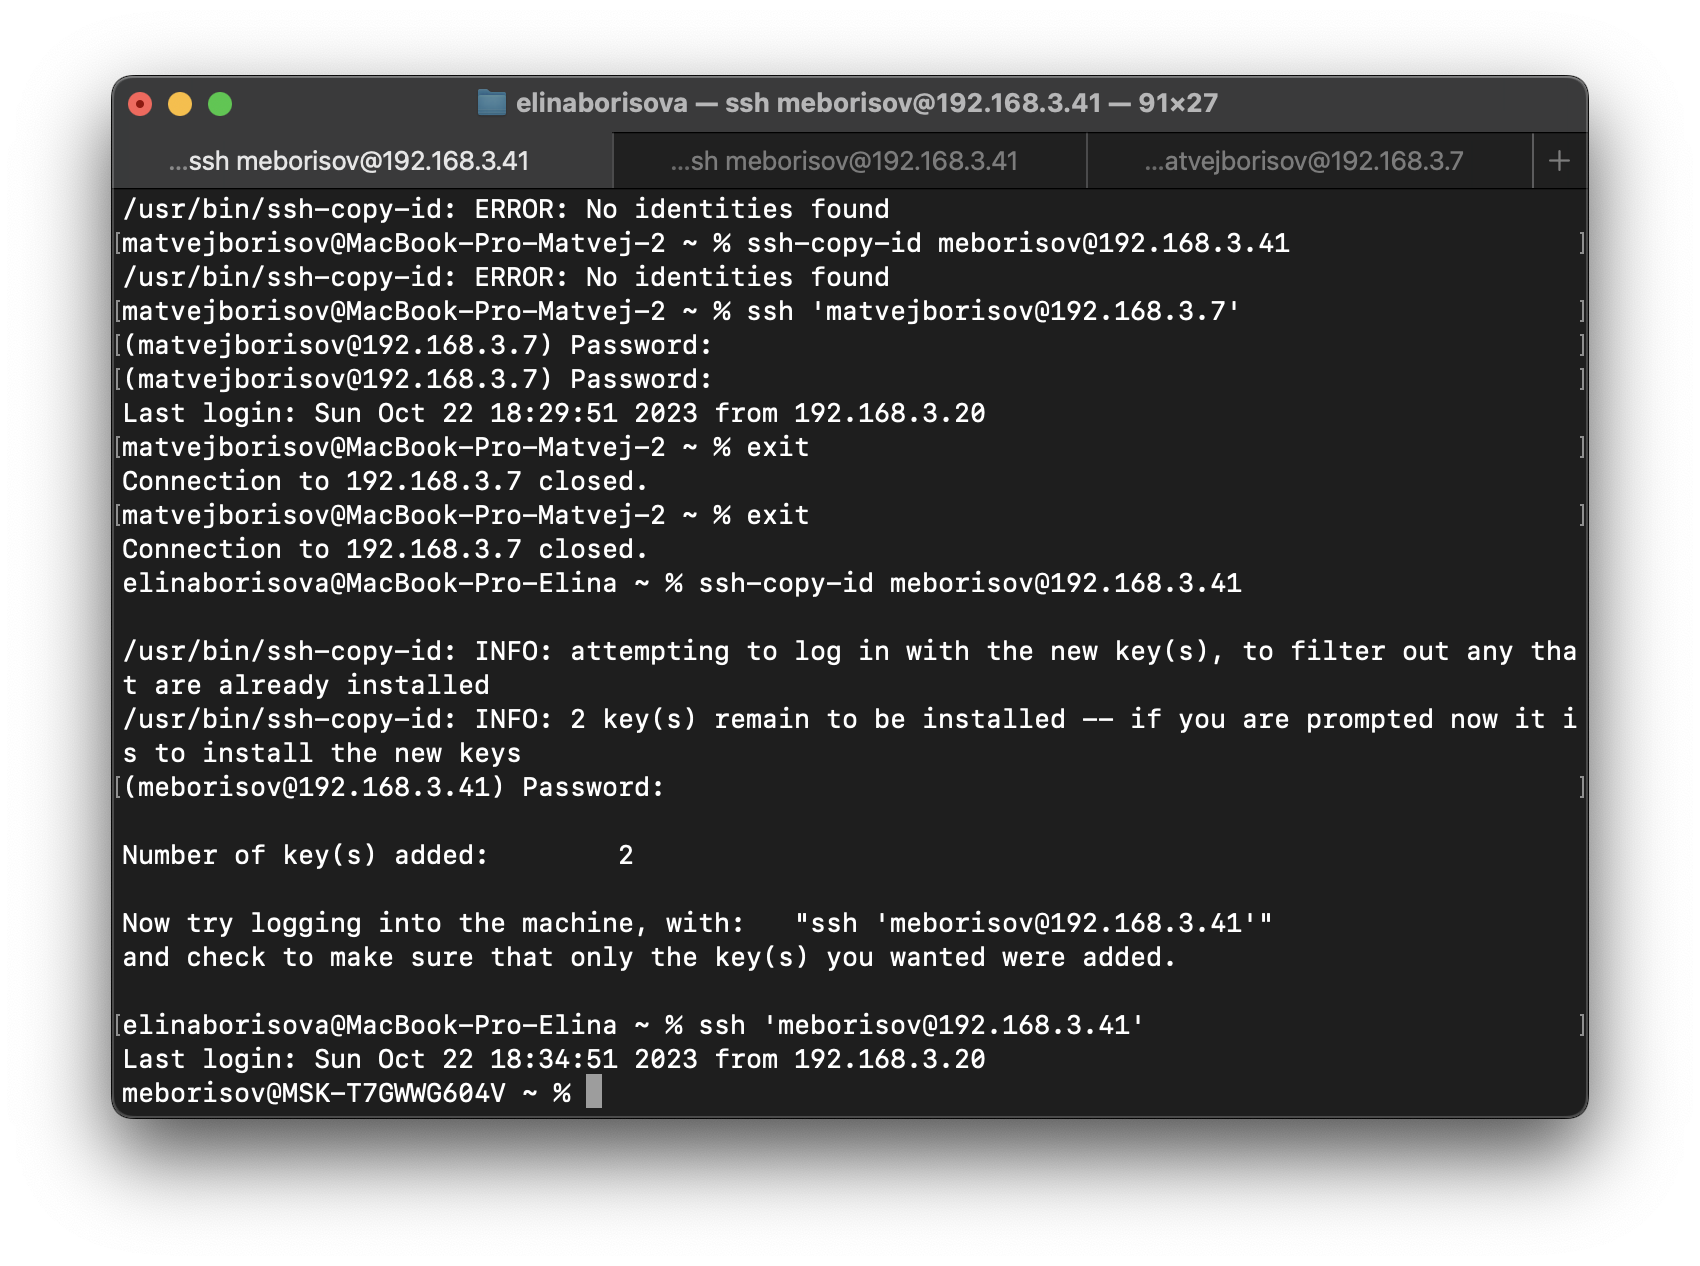 elinaborisova — ssh meborisov@192.168.3.41 — 91×27
...ssh meborisov@192.168.3.41
...sh meborisov@192.168.3.41
...atvejborisov@192.168.3.7
+
/usr/bin/ssh-copy-id: ERROR: No identities found
[matvejborisov@MacBook-Pro-Matvej-2 ~ % ssh-copy-id meborisov@192.168.3.41 ]
/usr/bin/ssh-copy-id: ERROR: No identities found
[matvejborisov@MacBook-Pro-Matvej-2 ~ % ssh 'matvejborisov@192.168.3.7' ]
[(matvejborisov@192.168.3.7) Password: ]
[(matvejborisov@192.168.3.7) Password: ]
Last login: Sun Oct 22 18:29:51 2023 from 192.168.3.20
[matvejborisov@MacBook-Pro-Matvej-2 ~ % exit ]
Connection to 192.168.3.7 closed.
[matvejborisov@MacBook-Pro-Matvej-2 ~ % exit ]
Connection to 192.168.3.7 closed.
elinaborisova@MacBook-Pro-Elina ~ % ssh-copy-id meborisov@192.168.3.41
/usr/bin/ssh-copy-id: INFO: attempting to log in with the new key(s), to filter out any tha
t are already installed
/usr/bin/ssh-copy-id: INFO: 2 key(s) remain to be installed -- if you are prompted now it i
s to install the new keys
[(meborisov@192.168.3.41) Password: ]
Number of key(s) added:        2
Now try logging into the machine, with:   "ssh 'meborisov@192.168.3.41'"
and check to make sure that only the key(s) you wanted were added.
[elinaborisova@MacBook-Pro-Elina ~ % ssh 'meborisov@192.168.3.41' ]
Last login: Sun Oct 22 18:34:51 2023 from 192.168.3.20
meborisov@MSK-T7GWWG604V ~ %